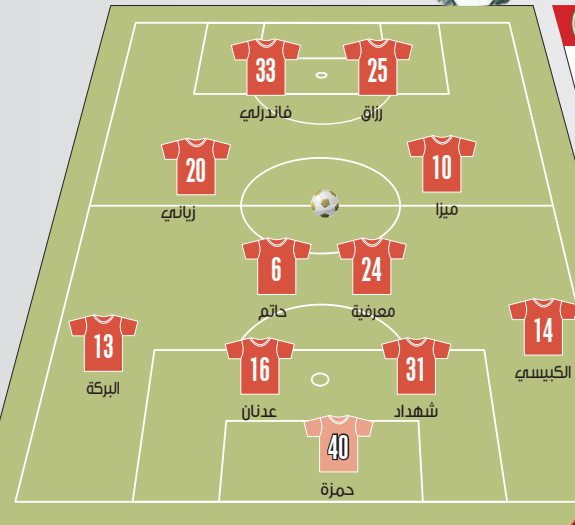 33
25
فاندرلي
رزاق
20
10
زياني
ميزا
6
24
حاتم
معرفية
13
14
البركة
الكبيسي
16
31
عدنان
شهداد
40
حمزة